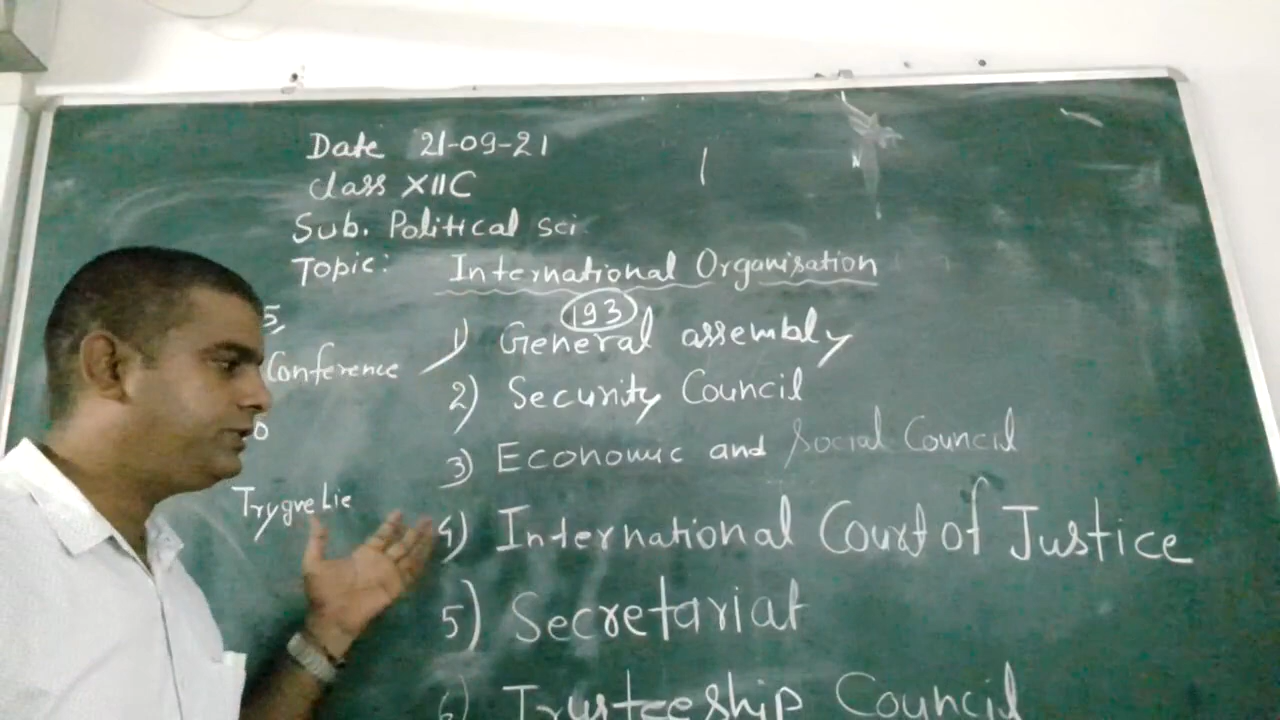 Date 21-09-21
Class XIIC
Sub. Political sci
Topic: International Organisation
193
1) General assembly
2) Security Council
3) Economic and Social Council
4) International Court of Justice
5) Secretariat
6) Trusteeship Council
5,
Conference
Trygve Lie